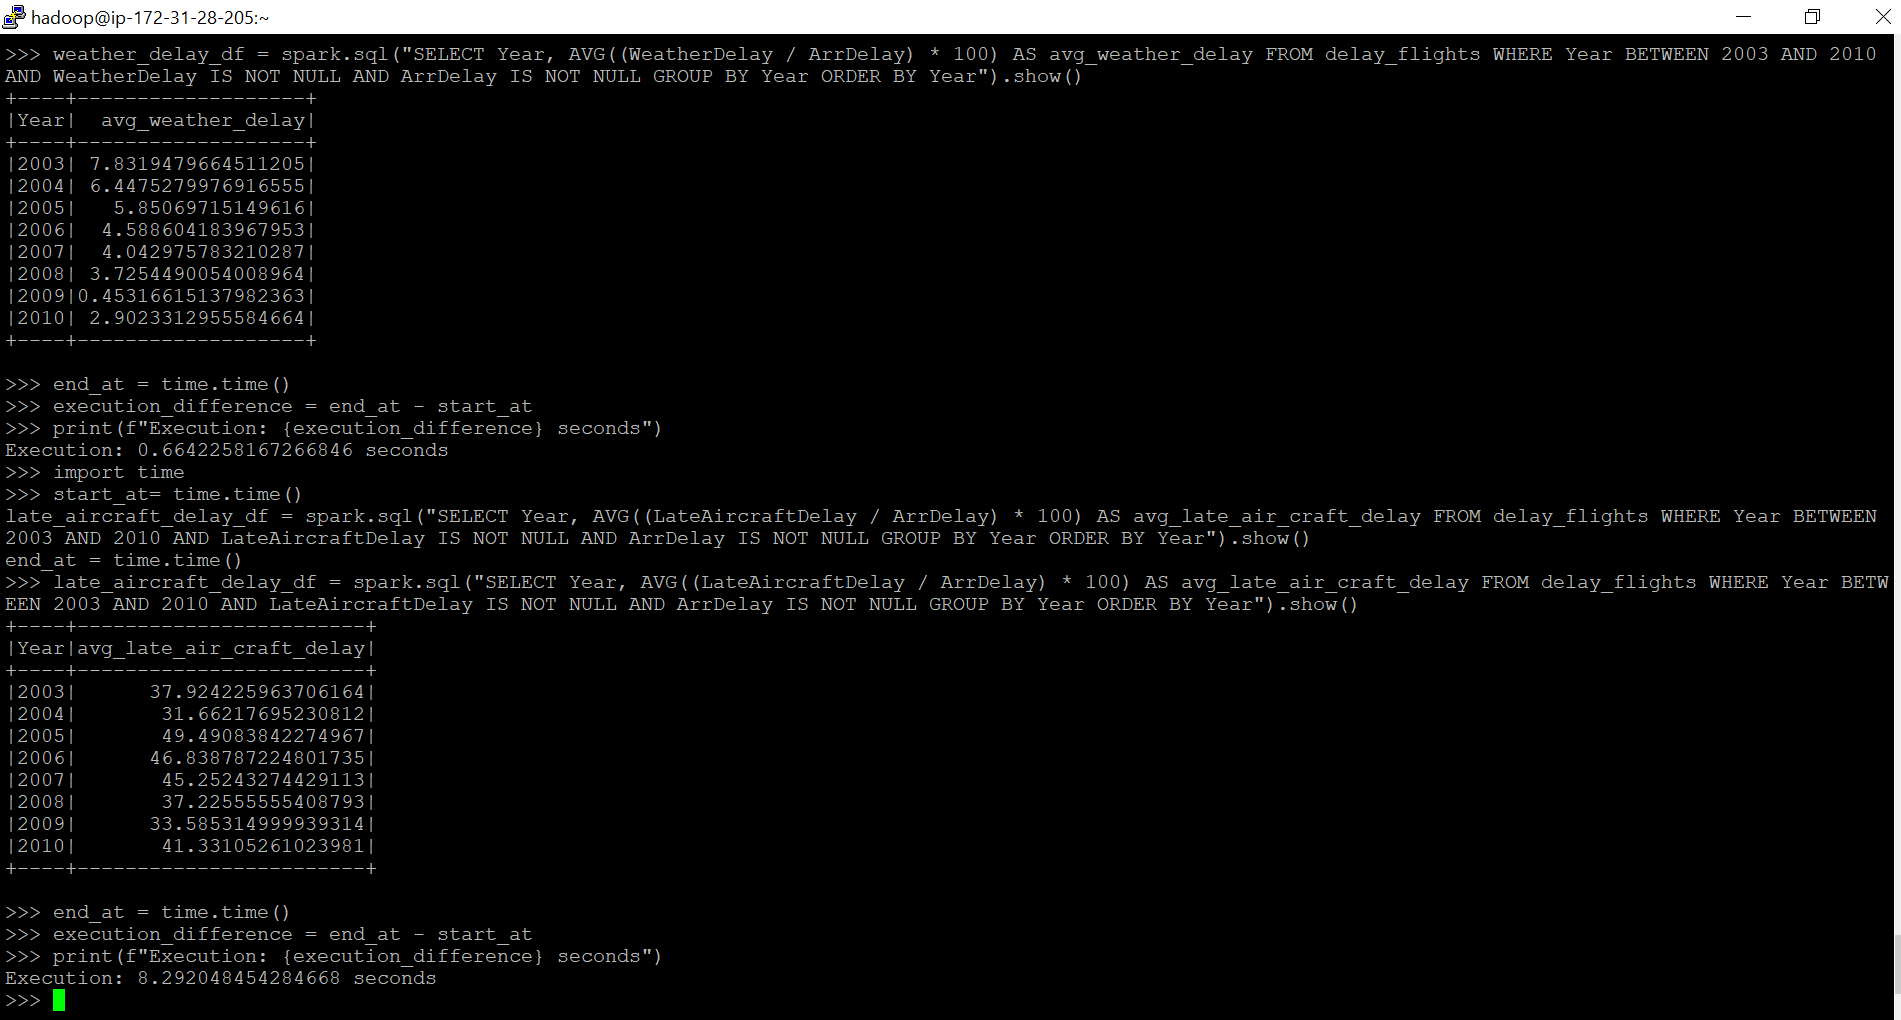 hadoop@ip-172-31-28-205:~
>>> weather_delay_df = spark.sql("SELECT Year, AVG((WeatherDelay / ArrDelay) * 100) AS avg_weather_delay FROM delay_flights WHERE Year BETWEEN 2003 AND 2010
AND WeatherDelay IS NOT NULL AND ArrDelay IS NOT NULL GROUP BY Year ORDER BY Year").show()
+----+-------------------+
|Year|  avg_weather_delay|
+----+-------------------+
|2003| 7.8319479664511205|
|2004| 6.4475279976916555|
|2005|   5.85069715149616|
|2006|  4.588604183967953|
|2007|  4.042975783210287|
|2008| 3.7254490054008964|
|2009|0.45316615137982363|
|2010| 2.9023312955584664|
+----+-------------------+
>>> end_at = time.time()
>>> execution_difference = end_at - start_at
>>> print(f"Execution: {execution_difference} seconds")
Execution: 0.6642258167266846 seconds
>>> import time
>>> start_at= time.time()
late_aircraft_delay_df = spark.sql("SELECT Year, AVG((LateAircraftDelay / ArrDelay) * 100) AS avg_late_air_craft_delay FROM delay_flights WHERE Year BETWEEN
2003 AND 2010 AND LateAircraftDelay IS NOT NULL AND ArrDelay IS NOT NULL GROUP BY Year ORDER BY Year").show()
end_at = time.time()
>>> late_aircraft_delay_df = spark.sql("SELECT Year, AVG((LateAircraftDelay / ArrDelay) * 100) AS avg_late_air_craft_delay FROM delay_flights WHERE Year BETW
EEN 2003 AND 2010 AND LateAircraftDelay IS NOT NULL AND ArrDelay IS NOT NULL GROUP BY Year ORDER BY Year").show()
+----+------------------------+
|Year|avg_late_air_craft_delay|
+----+------------------------+
|2003|      37.924225963706164|
|2004|       31.66217695230812|
|2005|       49.49083842274967|
|2006|      46.838787224801735|
|2007|       45.25243274429113|
|2008|       37.22555555408793|
|2009|      33.585314999939314|
|2010|       41.33105261023981|
+----+------------------------+
>>> end_at = time.time()
>>> execution_difference = end_at - start_at
>>> print(f"Execution: {execution_difference} seconds")
Execution: 8.292048454284668 seconds
>>>